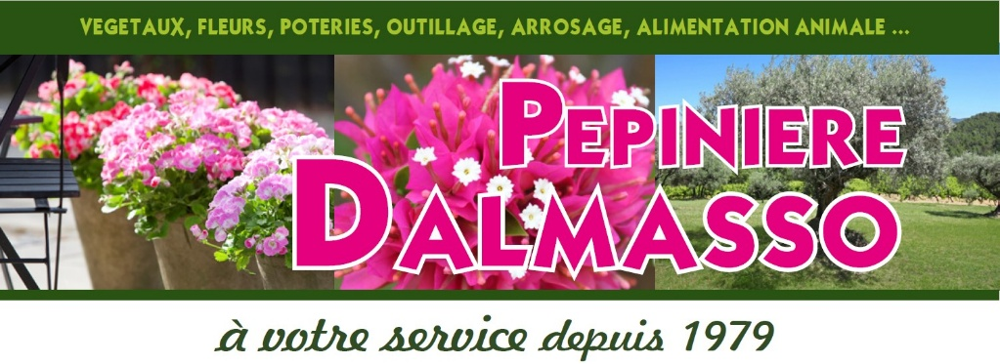 VEGETAUX, FLEURS, POTERIES, OUTILLAGE, ARROSAGE, ALIMENTATION ANIMALE ...
PEPINIERE
DALMASSO
à votre service depuis 1979